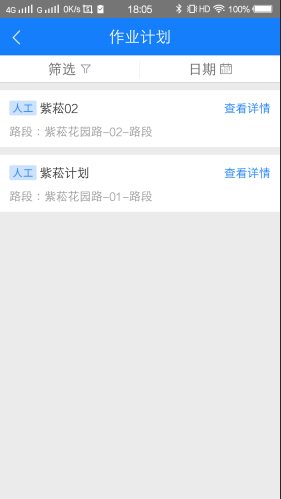 4G G 0K/s 18:05 HD 100%
作业计划
筛选 日期
人工 紫菘02 查看详情
路段：紫菘花园路-02-路段
人工 紫菘计划 查看详情
路段：紫菘花园路-01-路段